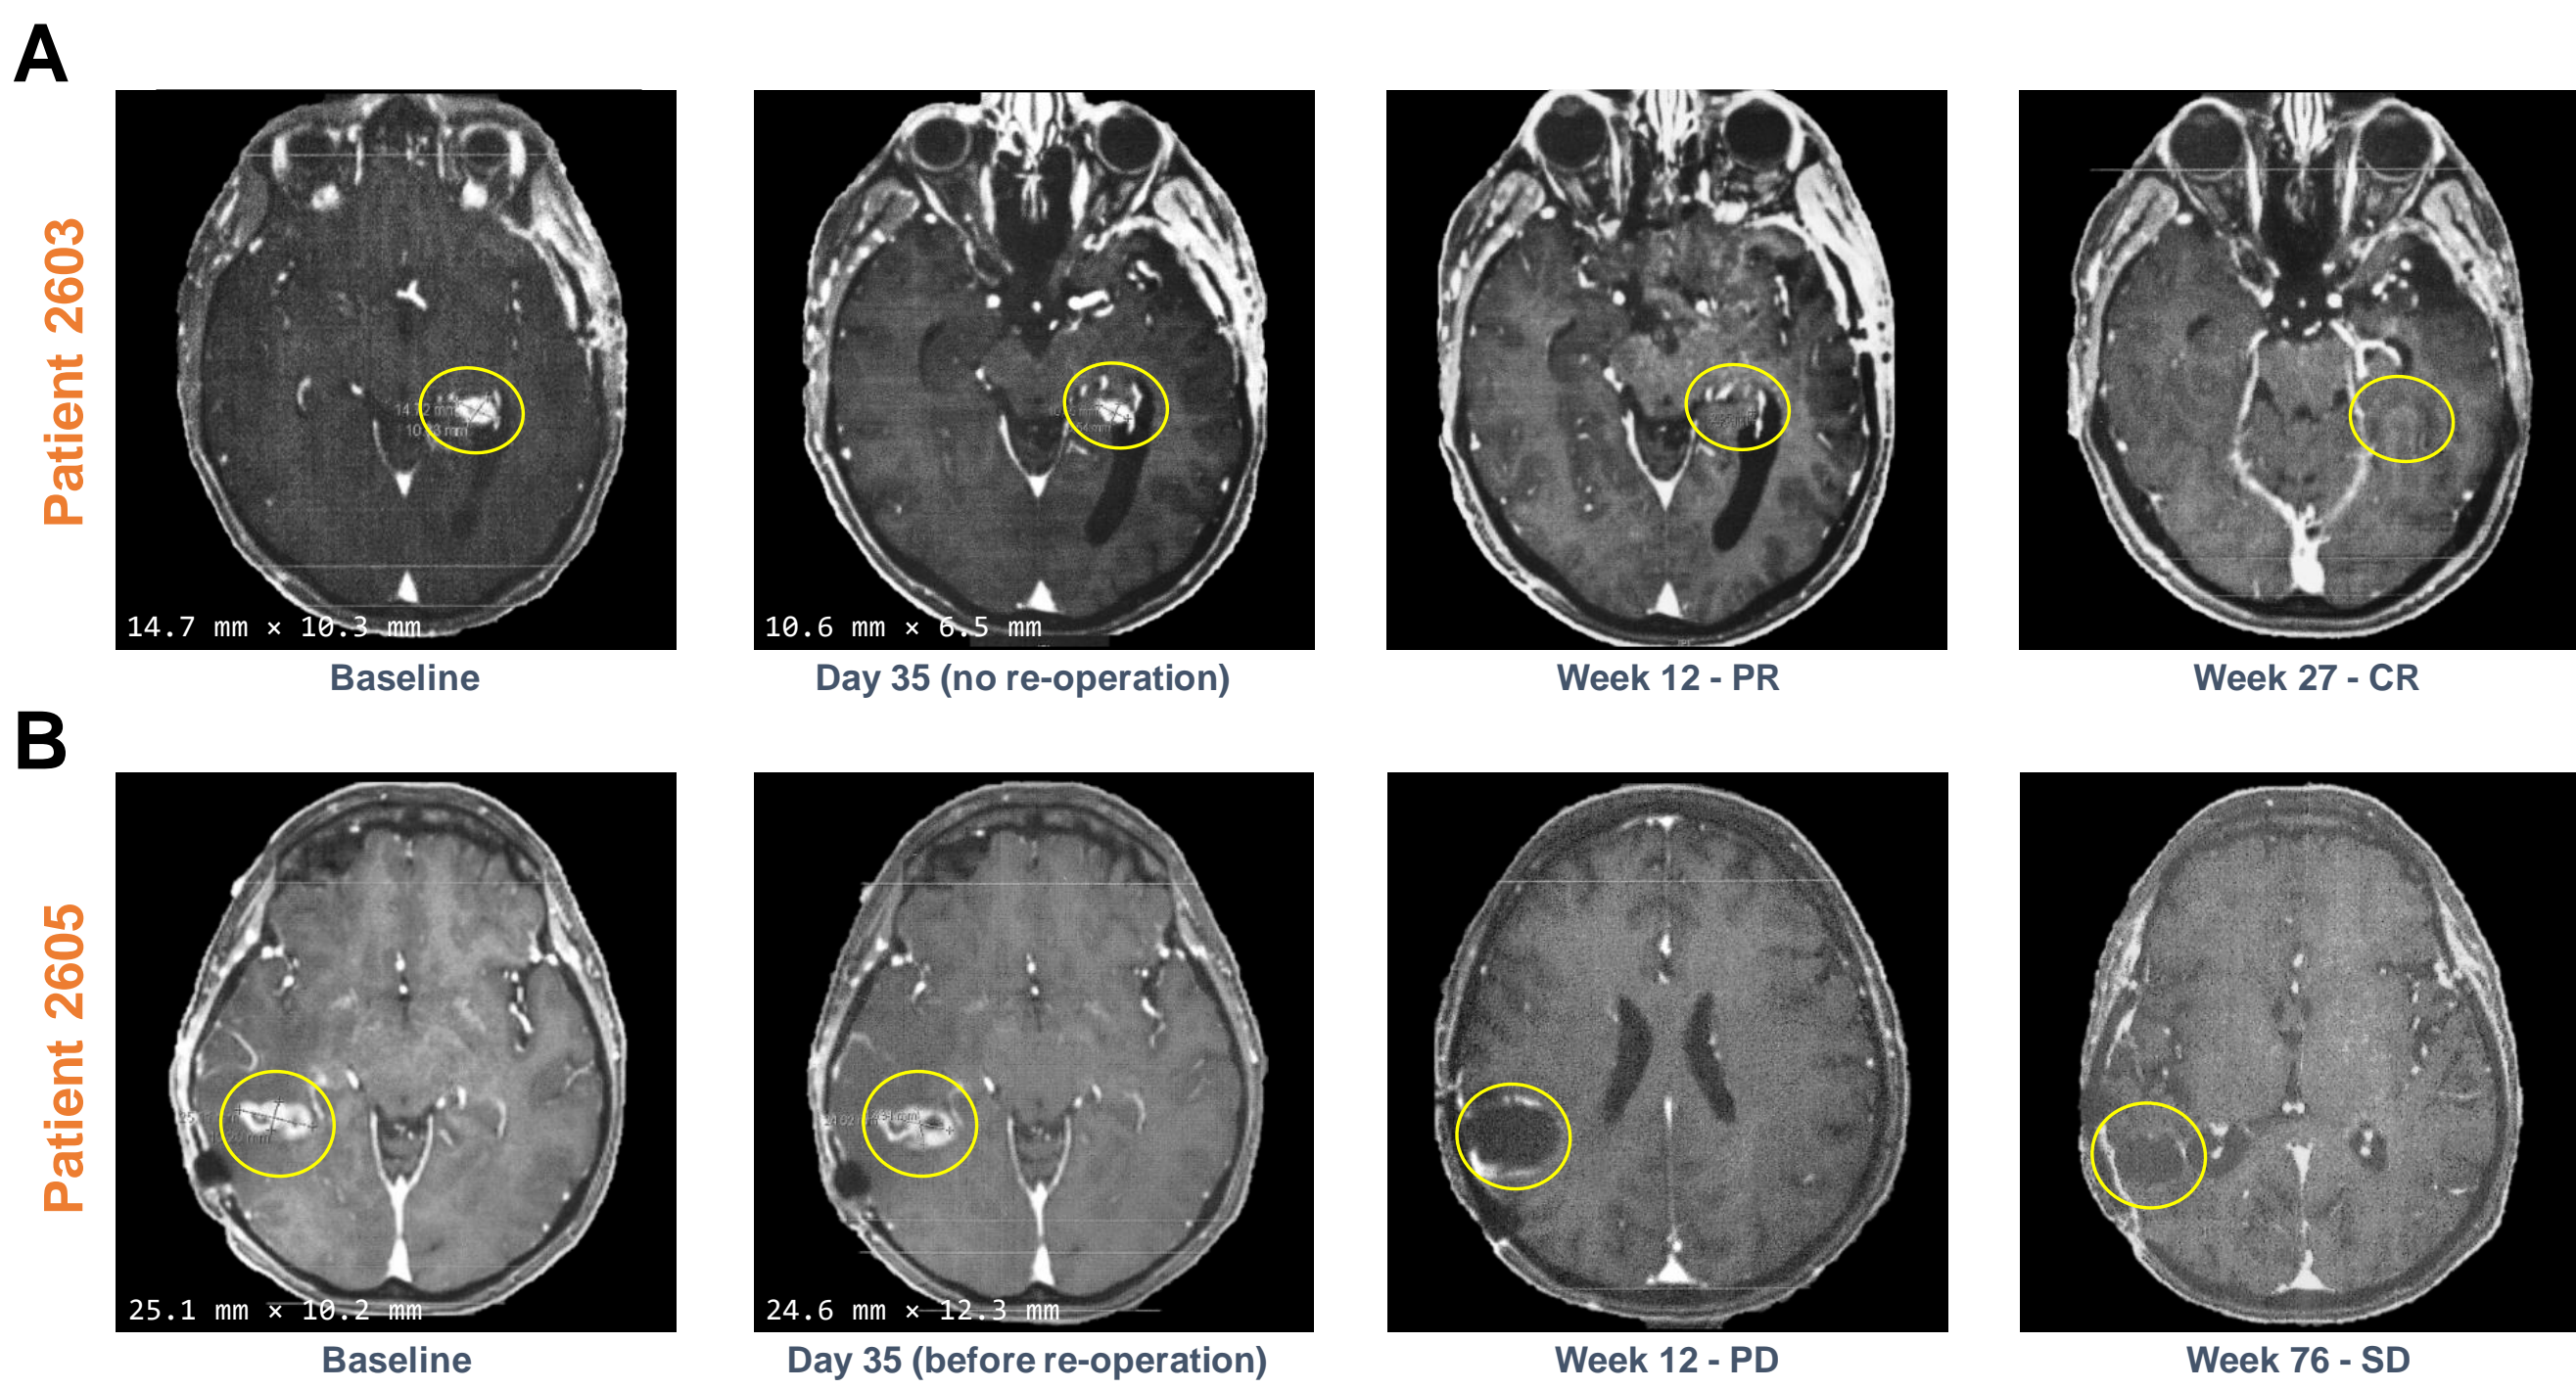 A
Patient 2603
14.7 mm × 10.3 mm
10.6 mm × 6.5 mm
Baseline
Day 35 (no re-operation)
Week 12 - PR
Week 27 - CR
B
Patient 2605
25.1 mm × 10.2 mm
24.6 mm × 12.3 mm
Baseline
Day 35 (before re-operation)
Week 12 - PD
Week 76 - SD